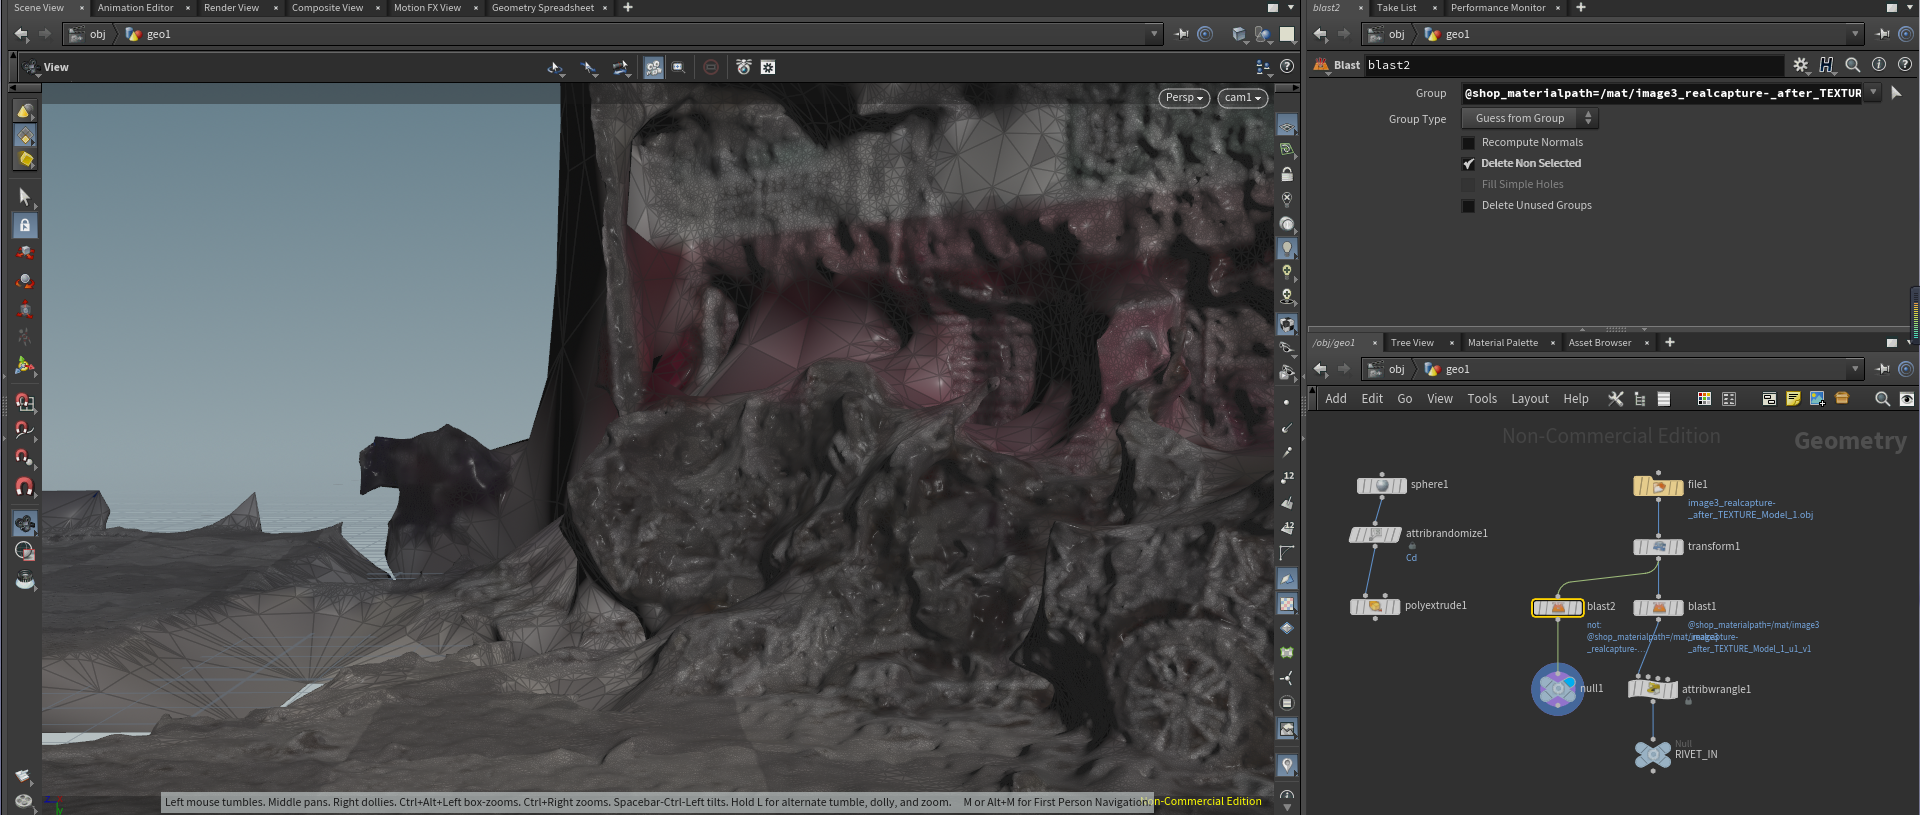 Scene View
Animation Editor
Render View
Composite View
Motion FX View
Geometry Spreadsheet
obj
geo1
View
Persp
cam1
Left mouse tumbles. Middle pans. Right dollies. Ctrl+Alt+Left box-zooms. Ctrl+Right zooms. Spacebar-Ctrl-Left tilts. Hold L for alternate tumble, dolly, and zoom. M or Alt+M for First Person Navigation.
Non-Commercial Edition
12
12
blast2
Take List
Performance Monitor
obj
geo1
Blast
blast2
Group
@shop_materialpath=/mat/image3_realcapture-_after_TEXTUR
Group Type
Guess from Group
Recompute Normals
Delete Non Selected
Fill Simple Holes
Delete Unused Groups
/obj/geo1
Tree View
Material Palette
Asset Browser
obj
geo1
Add
Edit
Go
View
Tools
Layout
Help
Non-Commercial Edition
Geometry
sphere1
file1
image3_realcapture-
_after_TEXTURE_Model_1.obj
attribrandomize1
Cd
transform1
polyextrude1
blast2
not:
@shop_materialpath=/mat/
_realcapture-...
blast1
@shop_materialpath=/mat/image3
_after_TEXTURE_Model_1_u1_v1
null1
attribwrangle1
Null
RIVET_IN